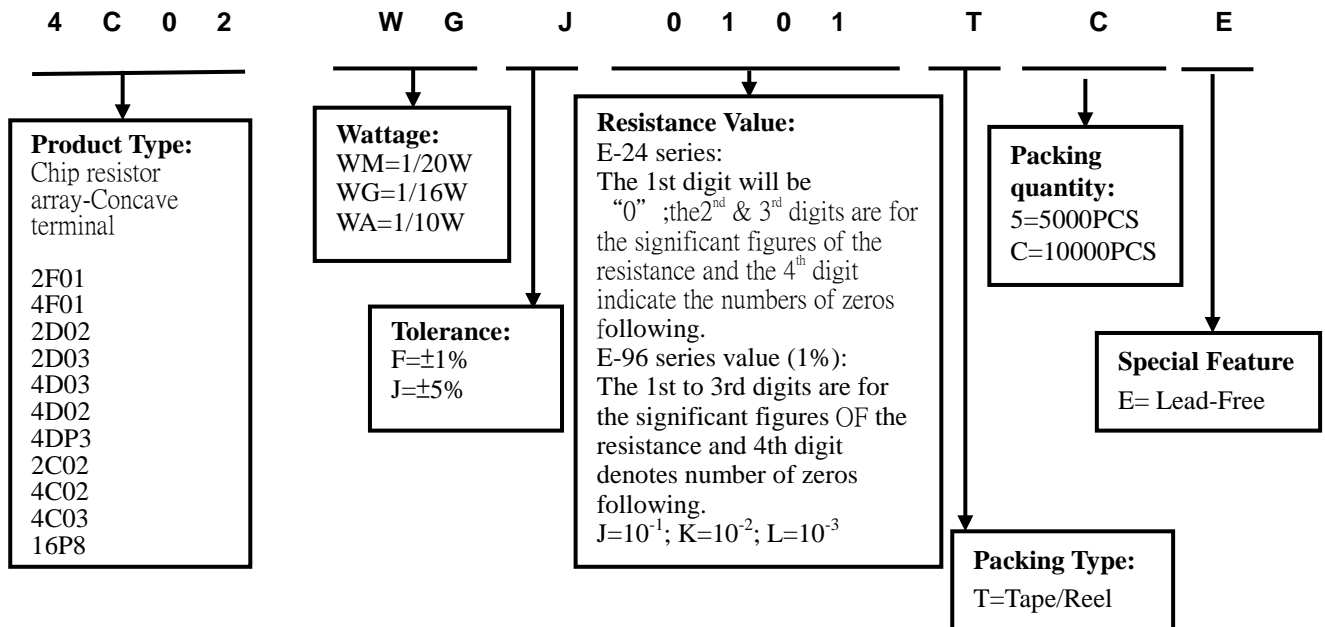 4 C 0 2 W G J 0 1 0 1 T C E
Product Type:
Chip resistor
array-Concave
terminal
2F01
4F01
2D02
2D03
4D03
4D02
4DP3
2C02
4C02
4C03
16P8
Wattage:
WM=1/20W
WG=1/16W
WA=1/10W
Tolerance:
F=±1%
J=±5%
Resistance Value:
E-24 series:
The 1st digit will be
“0” ;the2nd & 3rd digits are for
the significant figures of the
resistance and the 4th digit
indicate the numbers of zeros
following.
E-96 series value (1%):
The 1st to 3rd digits are for
the significant figures OF the
resistance and 4th digit
denotes number of zeros
following.
J=10-1; K=10-2; L=10-3
Packing
quantity:
5=5000PCS
C=10000PCS
Special Feature
E= Lead-Free
Packing Type:
T=Tape/Reel